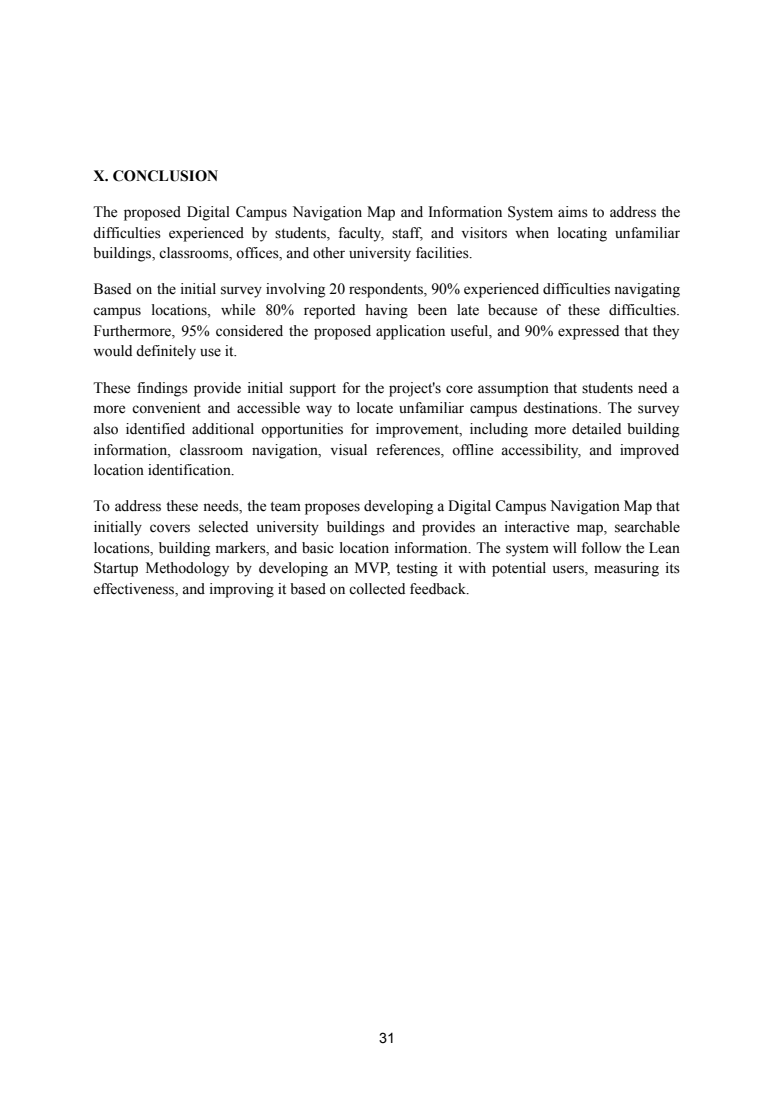 X. CONCLUSION
The proposed Digital Campus Navigation Map and Information System aims to address the
difficulties experienced by students, faculty, staff, and visitors when locating unfamiliar
buildings, classrooms, offices, and other university facilities.
Based on the initial survey involving 20 respondents, 90% experienced difficulties navigating
campus locations, while 80% reported having been late because of these difficulties.
Furthermore, 95% considered the proposed application useful, and 90% expressed that they
would definitely use it.
These findings provide initial support for the project's core assumption that students need a
more convenient and accessible way to locate unfamiliar campus destinations. The survey
also identified additional opportunities for improvement, including more detailed building
information, classroom navigation, visual references, offline accessibility, and improved
location identification.
To address these needs, the team proposes developing a Digital Campus Navigation Map that
initially covers selected university buildings and provides an interactive map, searchable
locations, building markers, and basic location information. The system will follow the Lean
Startup Methodology by developing an MVP, testing it with potential users, measuring its
effectiveness, and improving it based on collected feedback.
31